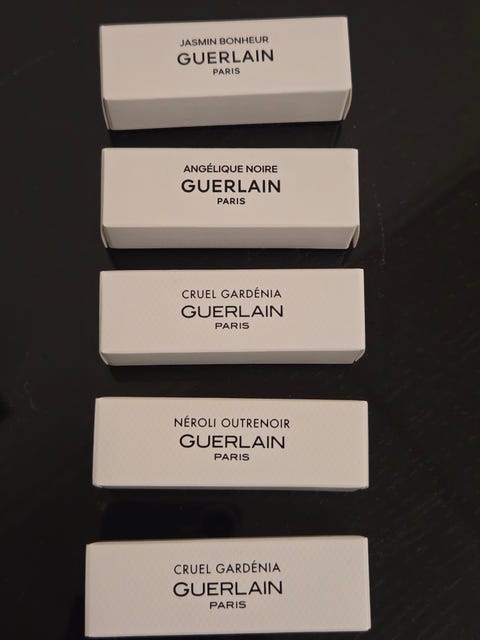 JASMIN BONHEUR
GUERLAIN
PARIS
ANGÉLIQUE NOIRE
GUERLAIN
PARIS
CRUEL GARDÉNIA
GUERLAIN
PARIS
NÉROLI OUTRENOIR
GUERLAIN
PARIS
CRUEL GARDÉNIA
GUERLAIN
PARIS